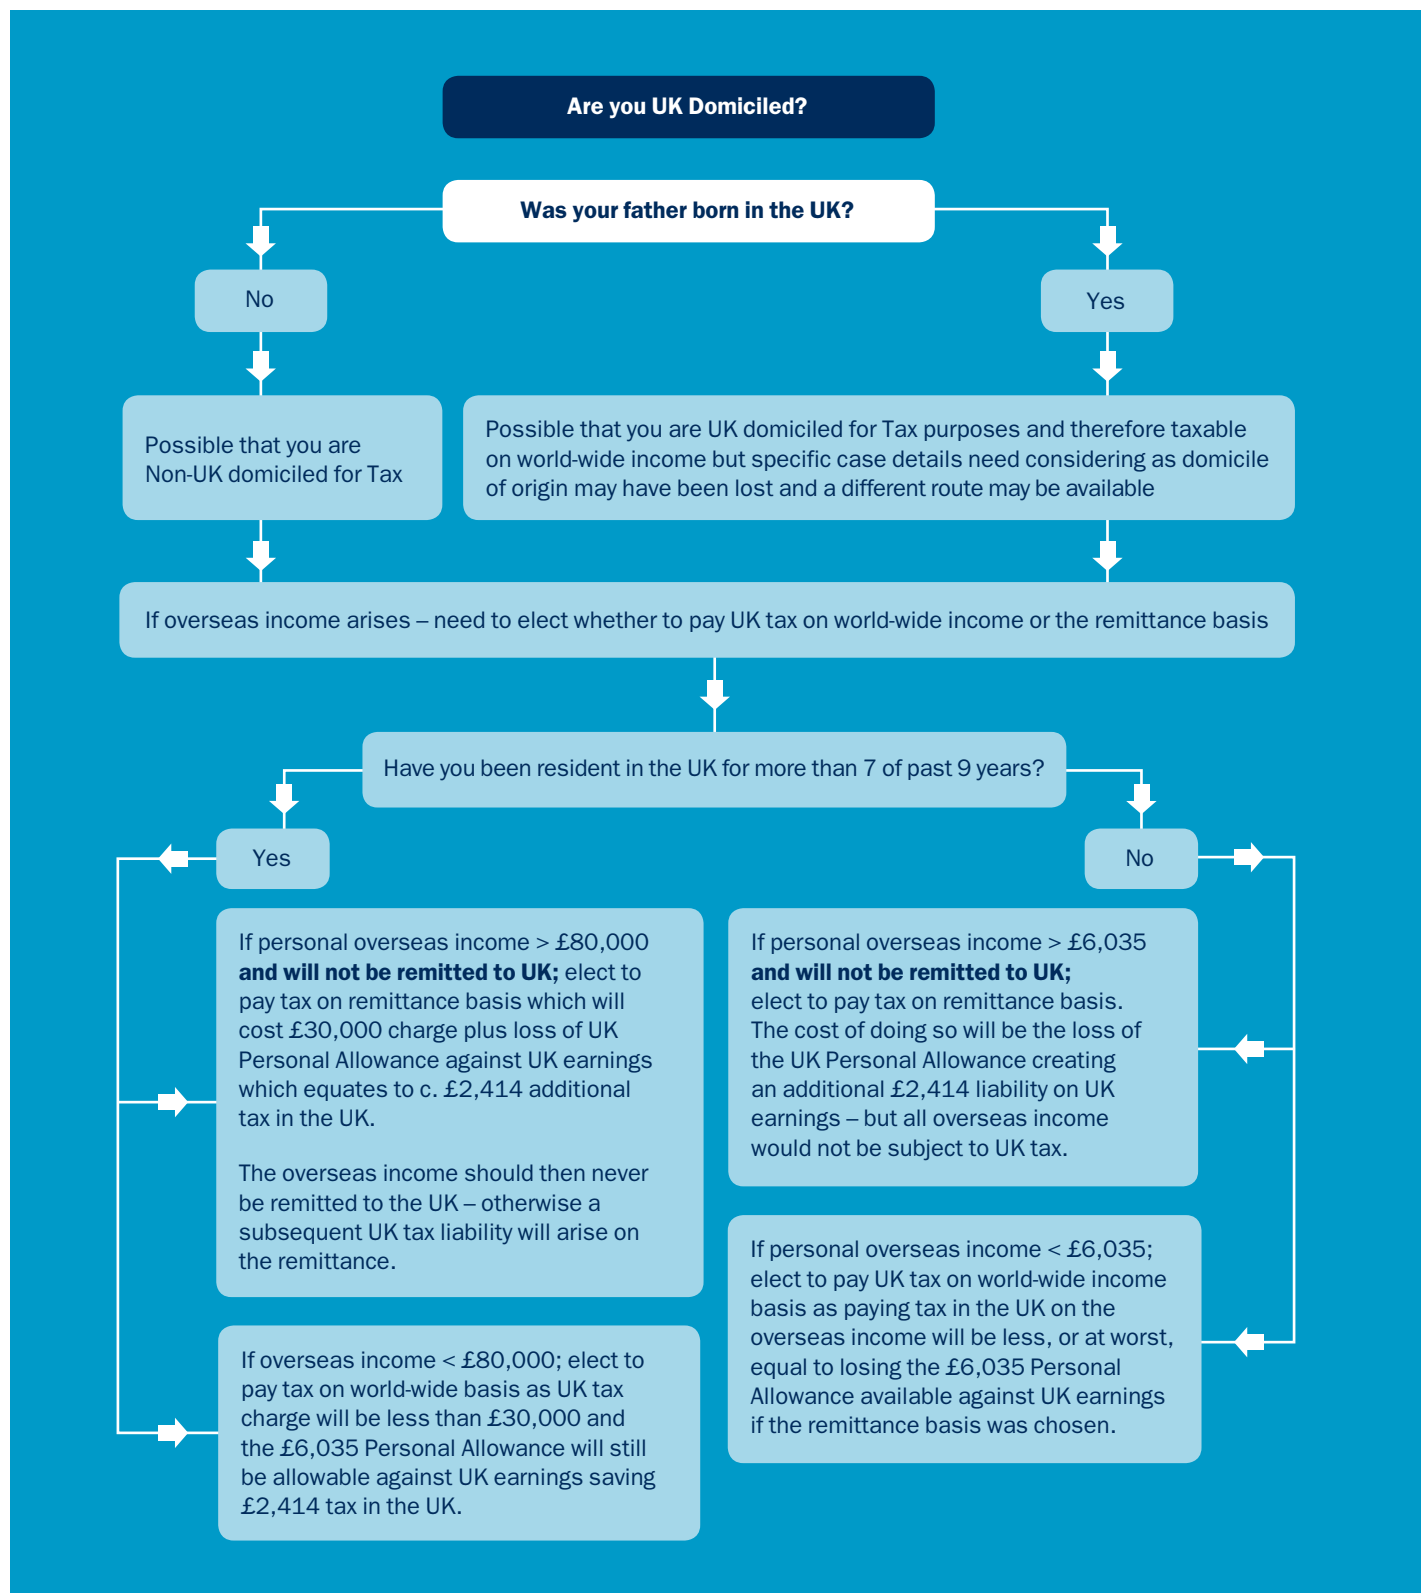 Are you UK Domiciled?
Was your father born in the UK?
No
Yes
Possible that you are
Non-UK domiciled for Tax
Possible that you are UK domiciled for Tax purposes and therefore taxable
on world-wide income but specific case details need considering as domicile
of origin may have been lost and a different route may be available
If overseas income arises – need to elect whether to pay UK tax on world-wide income or the remittance basis
Have you been resident in the UK for more than 7 of past 9 years?
Yes
No
If personal overseas income > £80,000
and will not be remitted to UK; elect to
pay tax on remittance basis which will
cost £30,000 charge plus loss of UK
Personal Allowance against UK earnings
which equates to c. £2,414 additional
tax in the UK.
The overseas income should then never
be remitted to the UK – otherwise a
subsequent UK tax liability will arise on
the remittance.
If overseas income < £80,000; elect to
pay tax on world-wide basis as UK tax
charge will be less than £30,000 and
the £6,035 Personal Allowance will still
be allowable against UK earnings saving
£2,414 tax in the UK.
If personal overseas income > £6,035
and will not be remitted to UK;
elect to pay tax on remittance basis.
The cost of doing so will be the loss of
the UK Personal Allowance creating
an additional £2,414 liability on UK
earnings – but all overseas income
would not be subject to UK tax.
If personal overseas income < £6,035;
elect to pay UK tax on world-wide income
basis as paying tax in the UK on the
overseas income will be less, or at worst,
equal to losing the £6,035 Personal
Allowance available against UK earnings
if the remittance basis was chosen.